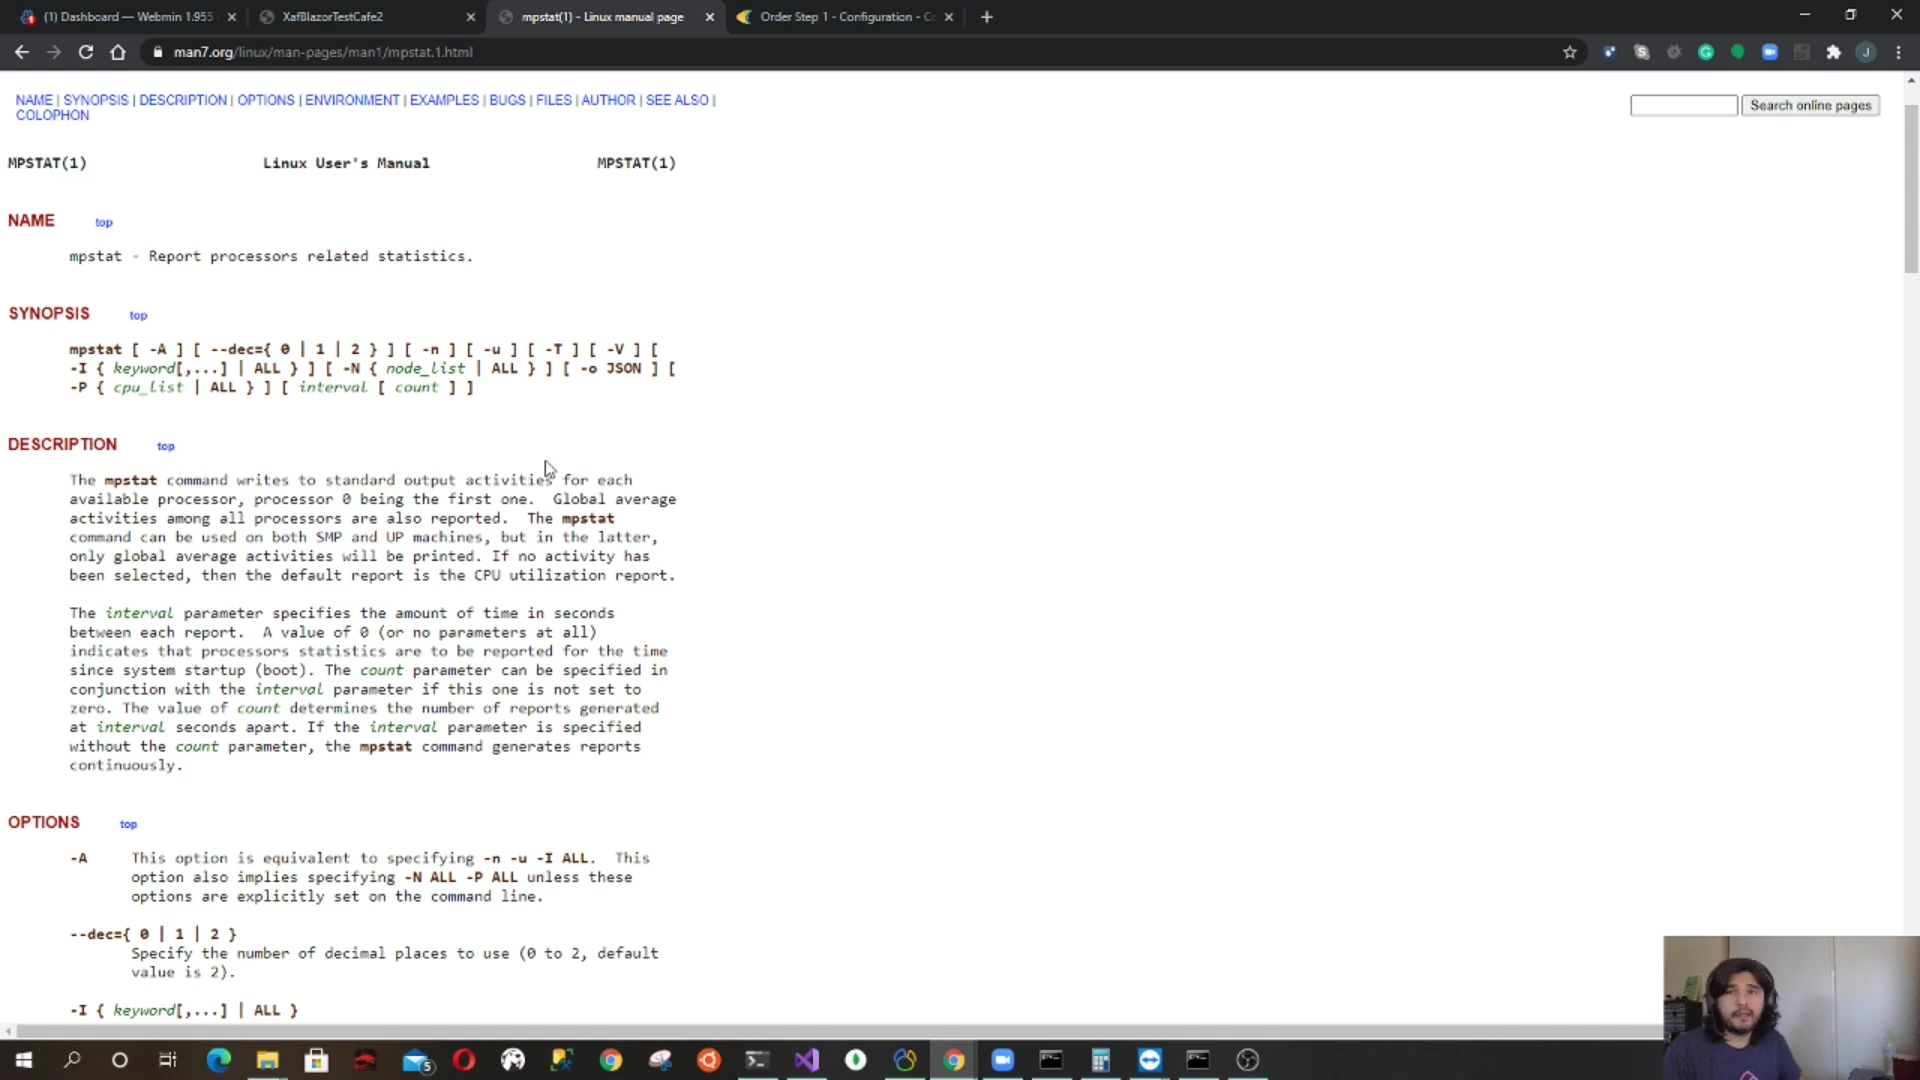 (1) Dashboard — Webmin 1.955
XafBlazorTestCafe2
mpstat(1) - Linux manual page
Order Step 1 - Configuration - Co
man7.org/linux/man-pages/man1/mpstat.1.html
J
NAME | SYNOPSIS | DESCRIPTION | OPTIONS | ENVIRONMENT | EXAMPLES | BUGS | FILES | AUTHOR | SEE ALSO |
COLOPHON
Search online pages
MPSTAT(1) Linux User's Manual MPSTAT(1)
NAME top
mpstat - Report processors related statistics.
SYNOPSIS top
mpstat [ -A ] [ --dec={ 0 | 1 | 2 } ] [ -n ] [ -u ] [ -T ] [ -V ] [
-I { keyword[,...] | ALL } ] [ -N { node_list | ALL } ] [ -o JSON ] [
-P { cpu_list | ALL } ] [ interval [ count ] ]
DESCRIPTION top
The mpstat command writes to standard output activities for each
available processor, processor 0 being the first one. Global average
activities among all processors are also reported. The mpstat
command can be used on both SMP and UP machines, but in the latter,
only global average activities will be printed. If no activity has
been selected, then the default report is the CPU utilization report.
The interval parameter specifies the amount of time in seconds
between each report. A value of 0 (or no parameters at all)
indicates that processors statistics are to be reported for the time
since system startup (boot). The count parameter can be specified in
conjunction with the interval parameter if this one is not set to
zero. The value of count determines the number of reports generated
at interval seconds apart. If the interval parameter is specified
without the count parameter, the mpstat command generates reports
continuously.
OPTIONS top
-A This option is equivalent to specifying -n -u -I ALL. This
option also implies specifying -N ALL -P ALL unless these
options are explicitly set on the command line.
--dec={ 0 | 1 | 2 }
Specify the number of decimal places to use (0 to 2, default
value is 2).
-I { keyword[,...] | ALL }
5